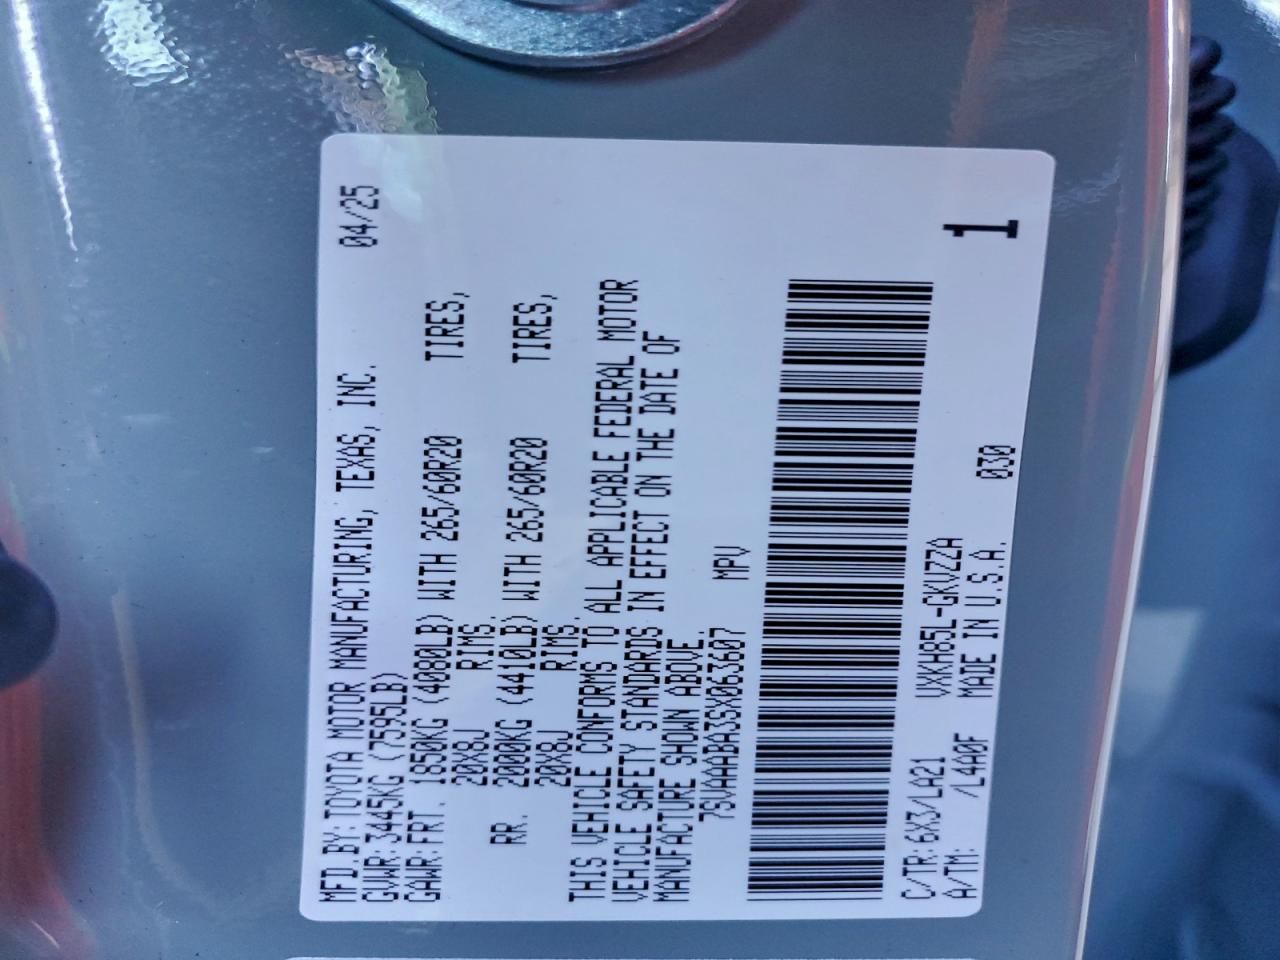 MFD.BY: TOYOTA MOTOR MANUFACTURING, TEXAS, INC. 04/25
GVWR: 3445KG (7595LB)
GAWR: FRT. 1850KG (4080LB) WITH 265/60R20 TIRES,
20X8J RIMS.
RR. 2000KG (4410LB) WITH 265/60R20 TIRES,
20X8J RIMS.
THIS VEHICLE CONFORMS TO ALL APPLICABLE FEDERAL MOTOR
VEHICLE SAFETY STANDARDS IN EFFECT ON THE DATE OF
MANUFACTURE SHOWN ABOVE
7SVAAABA3SX063607 MPV
C/TR: 6X3/LA21 VXKH85L-GKVZZA
A/TM: /L4A0F MADE IN U.S.A. 030
1